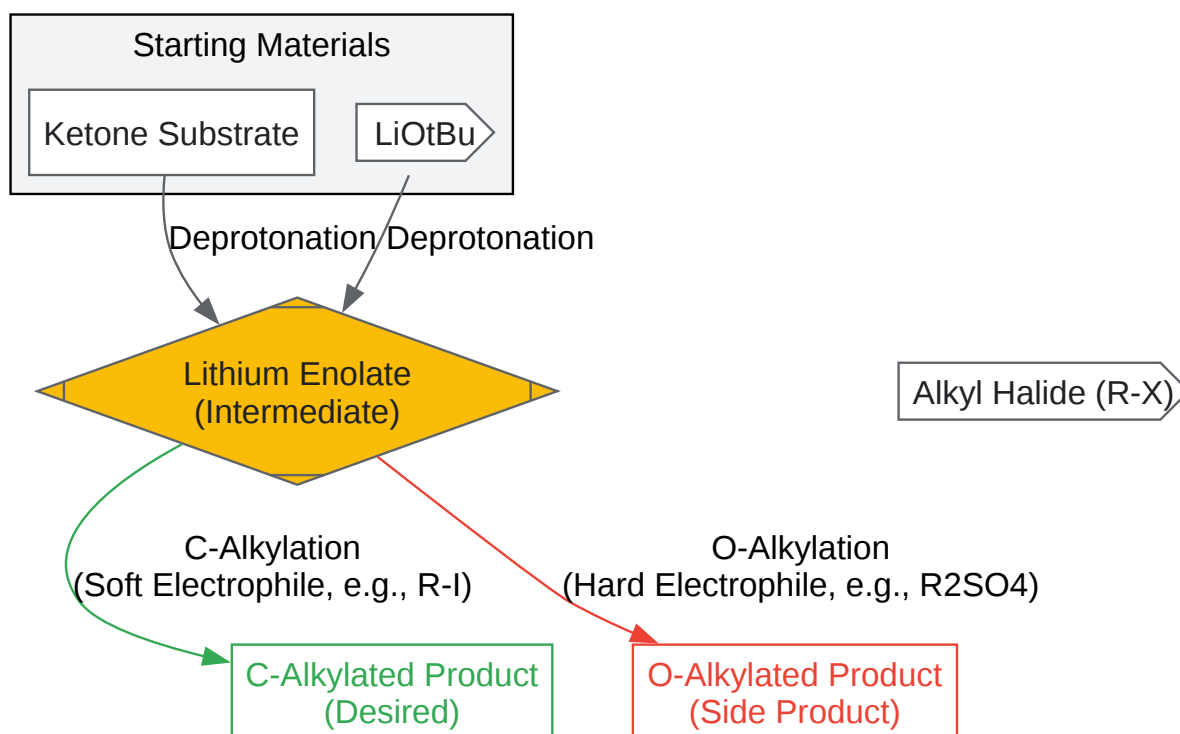 Starting Materials
Ketone Substrate
LiOtBu
Deprotonation
Deprotonation
Lithium Enolate
(Intermediate)
Alkyl Halide (R-X)
C-Alkylation
(Soft Electrophile, e.g., R-I)
O-Alkylation
(Hard Electrophile, e.g., R2SO4)
C-Alkylated Product
(Desired)
O-Alkylated Product
(Side Product)